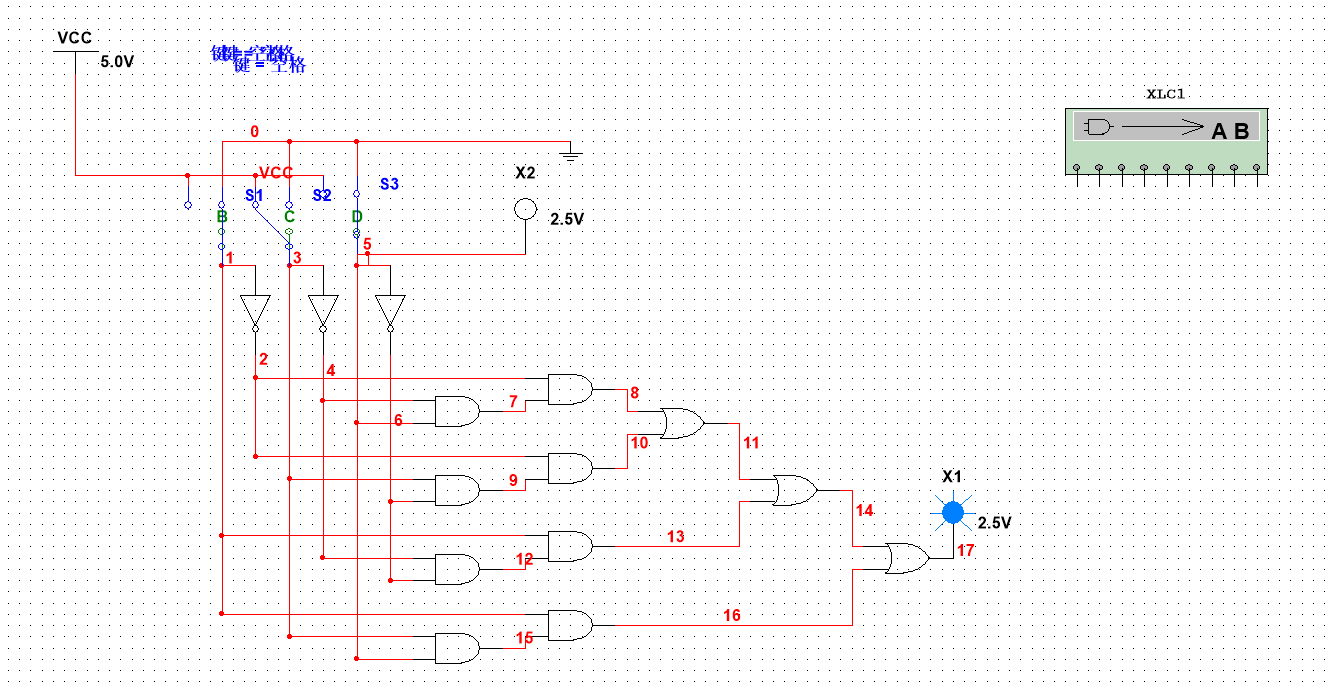 VCC
5.0V
键 = 空格
XLC1
A B
0
VCC
X2
S1
S2
S3
B
C
D
2.5V
1
3
5
2
4
6
7
8
9
10
11
12
13
14
15
16
X1
2.5V
17